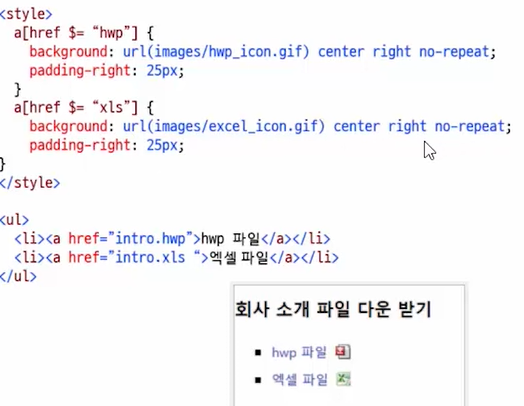 <style>
a[href $= “hwp”] {
background: url(images/hwp_icon.gif) center right no-repeat;
padding-right: 25px;
}
a[href $= “xls”] {
background: url(images/excel_icon.gif) center right no-repeat;
padding-right: 25px;
}
</style>
<ul>
<li><a href=”intro.hwp”>hwp 파일</a></li>
<li><a href=”intro.xls “>엑셀 파일</a></li>
</ul>
회사 소개 파일 다운 받기
hwp 파일
엑셀 파일